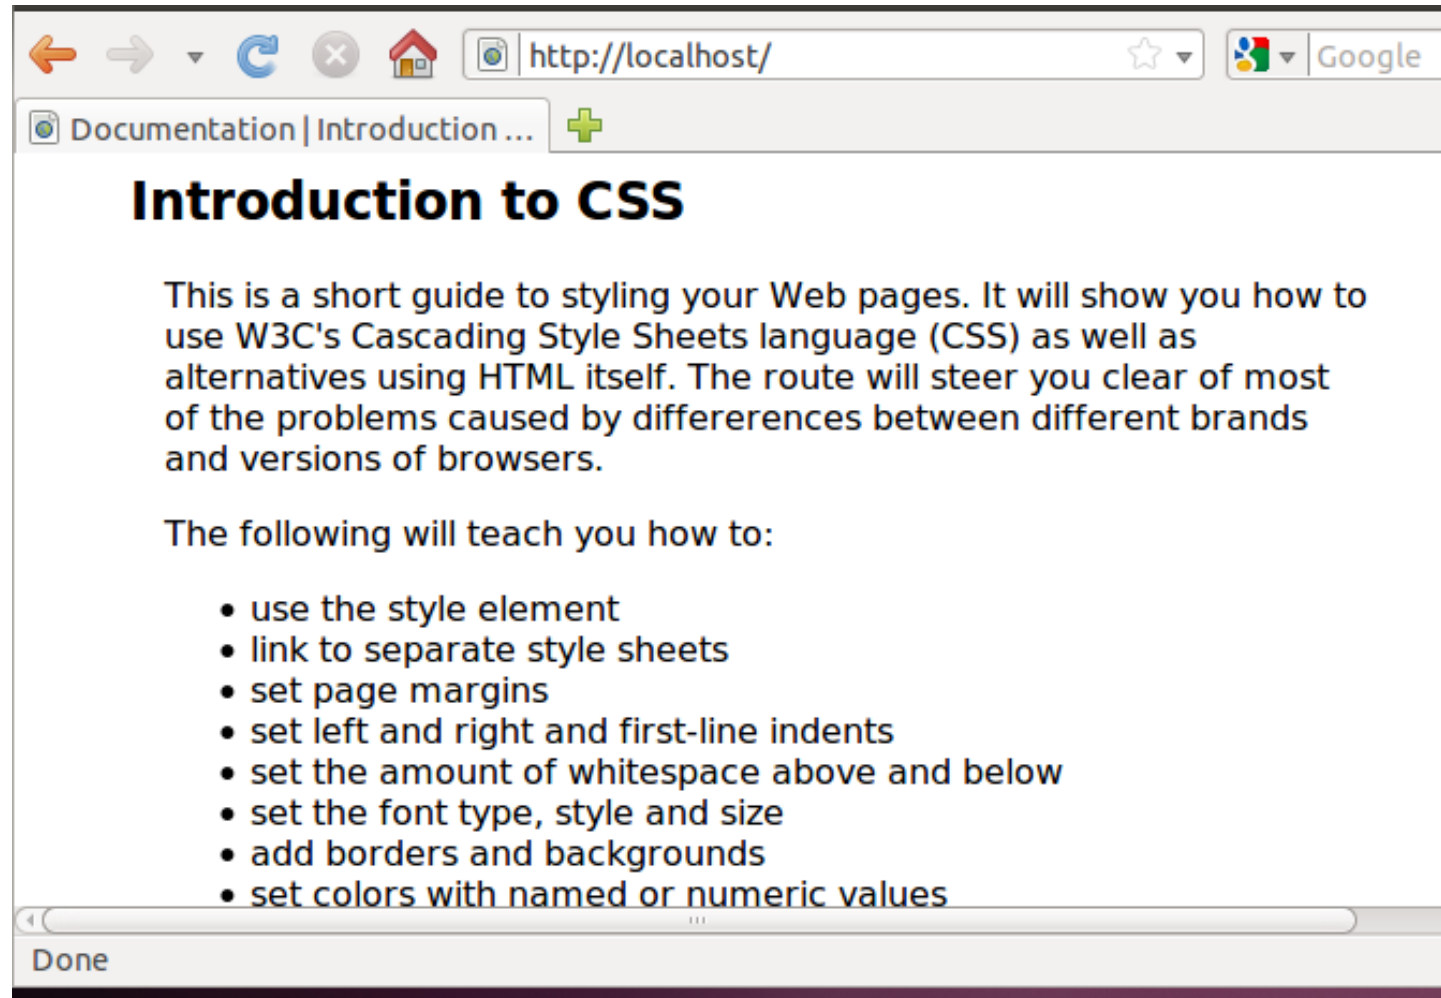 http://localhost/
Google
Documentation | Introduction ...
Introduction to CSS
This is a short guide to styling your Web pages. It will show you how to
use W3C's Cascading Style Sheets language (CSS) as well as
alternatives using HTML itself. The route will steer you clear of most
of the problems caused by differerences between different brands
and versions of browsers.
The following will teach you how to:
• use the style element
• link to separate style sheets
• set page margins
• set left and right and first-line indents
• set the amount of whitespace above and below
• set the font type, style and size
• add borders and backgrounds
• set colors with named or numeric values
Done